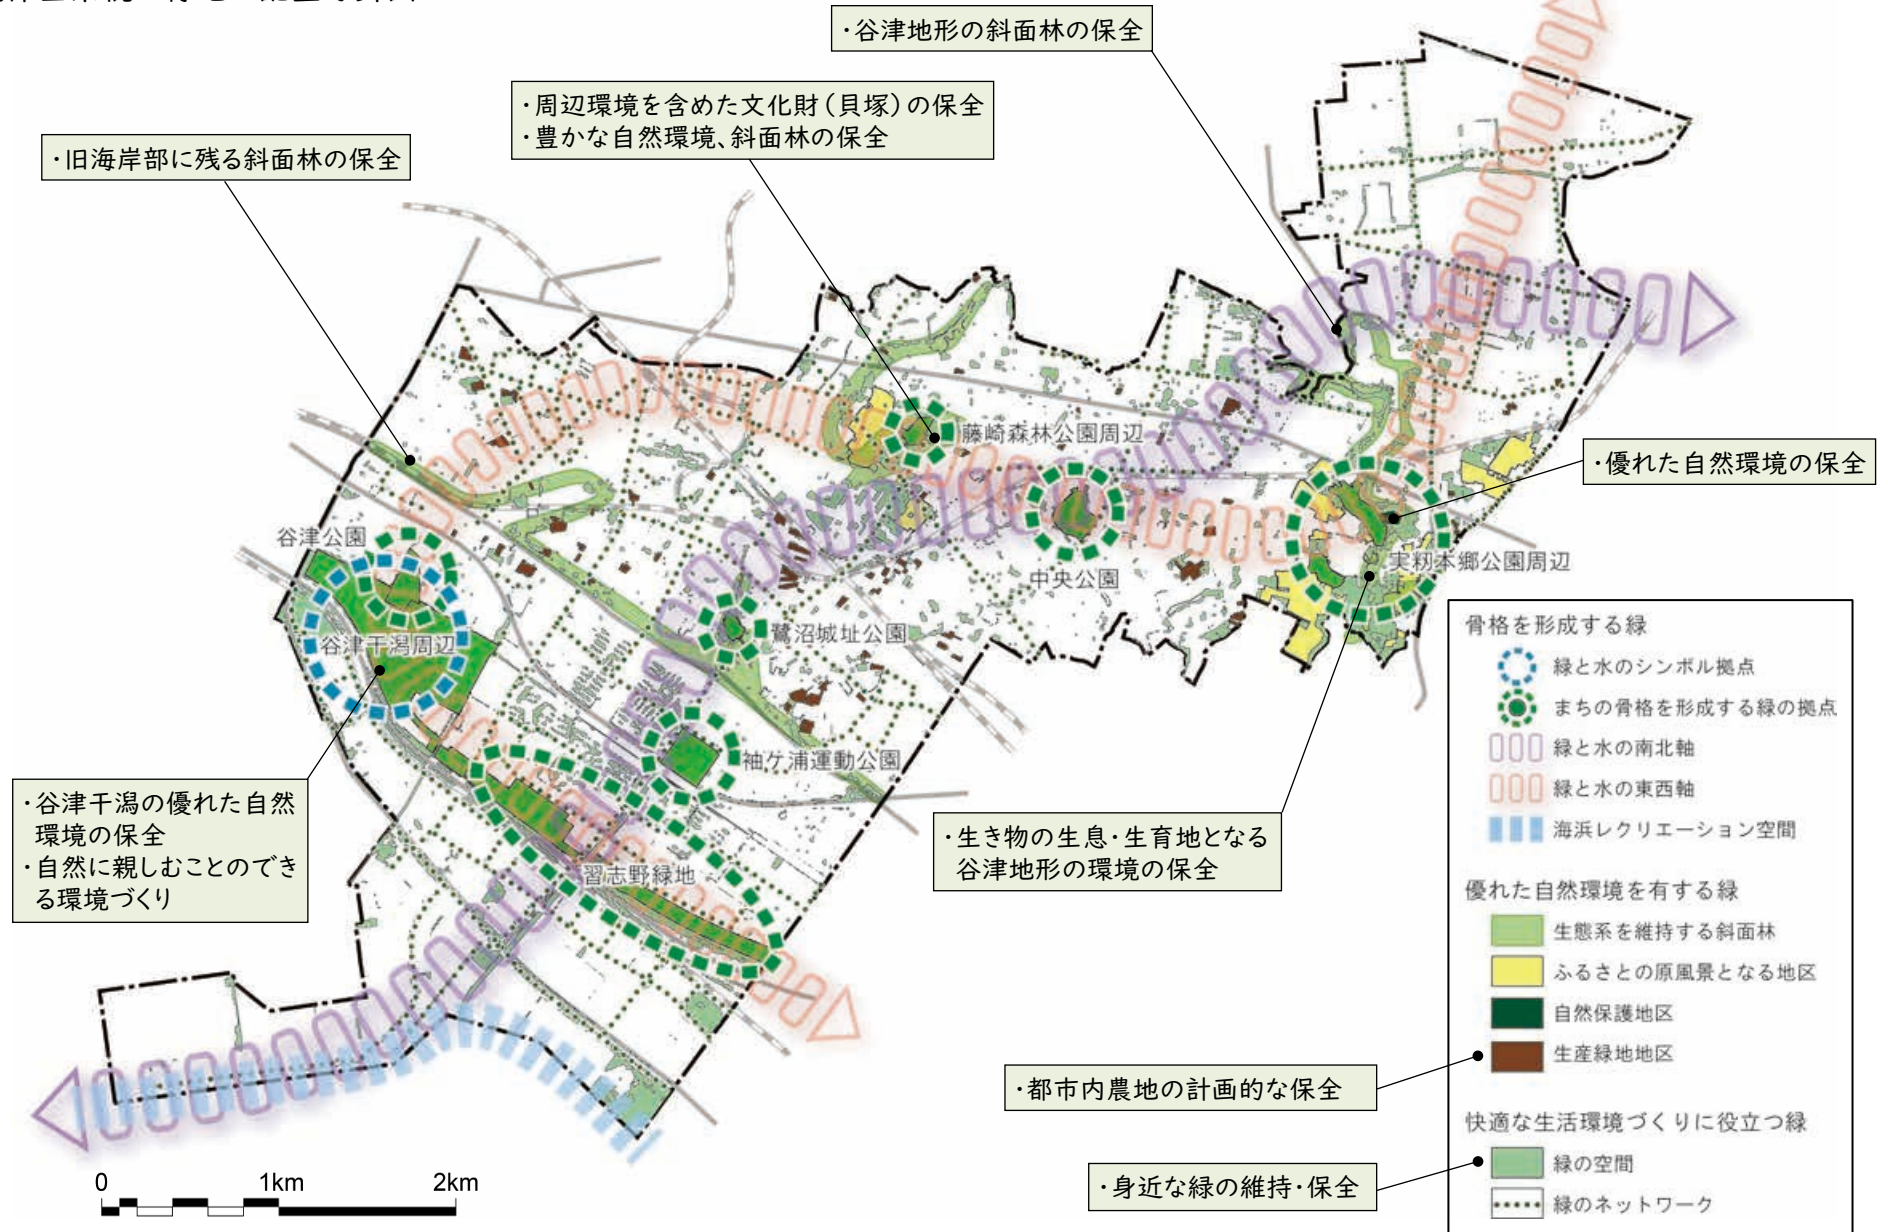 ・谷津地形の斜面林の保全
・周辺環境を含めた文化財(貝塚)の保全
・豊かな自然環境、斜面林の保全
・旧海岸部に残る斜面林の保全
藤崎森林公園周辺
・優れた自然環境の保全
谷津公園
実籾本郷公園周辺
中央公園
鷺沼城址公園
谷津干潟周辺
袖ケ浦運動公園
・谷津干潟の優れた自然
環境の保全
・自然に親しむことのでき
る環境づくり
・生き物の生息・生育地となる
谷津地形の環境の保全
習志野緑地
骨格を形成する緑
緑と水のシンボル拠点
まちの骨格を形成する緑の拠点
緑と水の南北軸
緑と水の東西軸
海浜レクリエーション空間
優れた自然環境を有する緑
生態系を維持する斜面林
ふるさとの原風景となる地区
自然保護地区
生産緑地地区
・都市内農地の計画的な保全
快適な生活環境づくりに役立つ緑
緑の空間
緑のネットワーク
・身近な緑の維持・保全
0 1km 2km